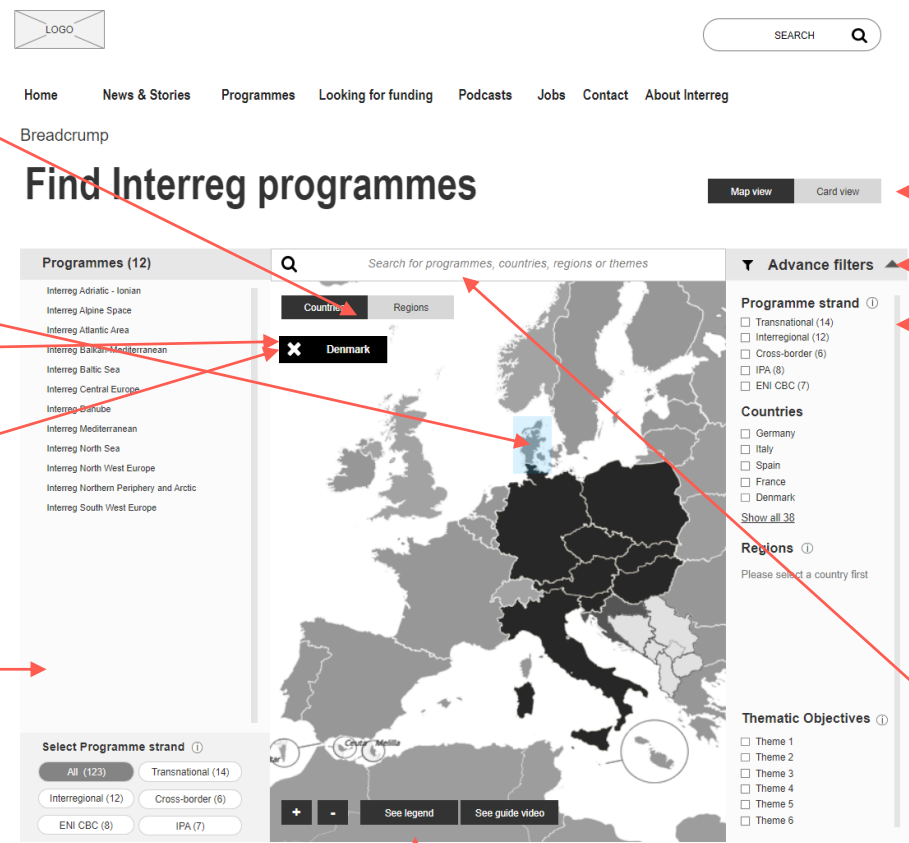 LOGO
SEARCH
Home News & Stories Programmes Looking for funding Podcasts Jobs Contact About Interreg
Breadcrump
Find Interreg programmes
Map view Card view
Programmes (12)
Interreg Adriatic - Ionian
Interreg Alpine Space
Interreg Atlantic Area
Interreg Balkan-Mediterranean
Interreg Baltic Sea
Interreg Central Europe
Interreg Danube
Interreg Mediterranean
Interreg North Sea
Interreg North West Europe
Interreg Northern Periphery and Arctic
Interreg South West Europe
Select Programme strand
All (123) Transnational (14)
Interregional (12) Cross-border (6)
ENI CBC (8) IPA (7)
Search for programmes, countries, regions or themes
Countries Regions
Denmark
Ceuta Melilla
+ - See legend See guide video
Advance filters
Programme strand
Transnational (14)
Interregional (12)
Cross-border (6)
IPA (8)
ENI CBC (7)
Countries
Germany
Italy
Spain
France
Denmark
Show all 38
Regions
Please select a country first
Thematic Objectives
Theme 1
Theme 2
Theme 3
Theme 4
Theme 5
Theme 6